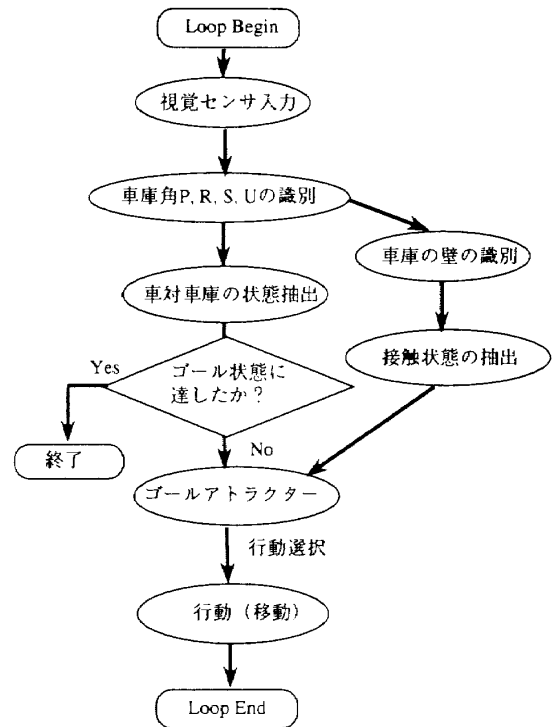 Loop Begin
視覚センサ入力
車庫角P, R, S, Uの識別
車庫の壁の識別
車対車庫の状態抽出
接触状態の抽出
Yes
ゴール状態に
達したか？
No
終了
ゴールアトラクター
行動選択
行動（移動）
Loop End